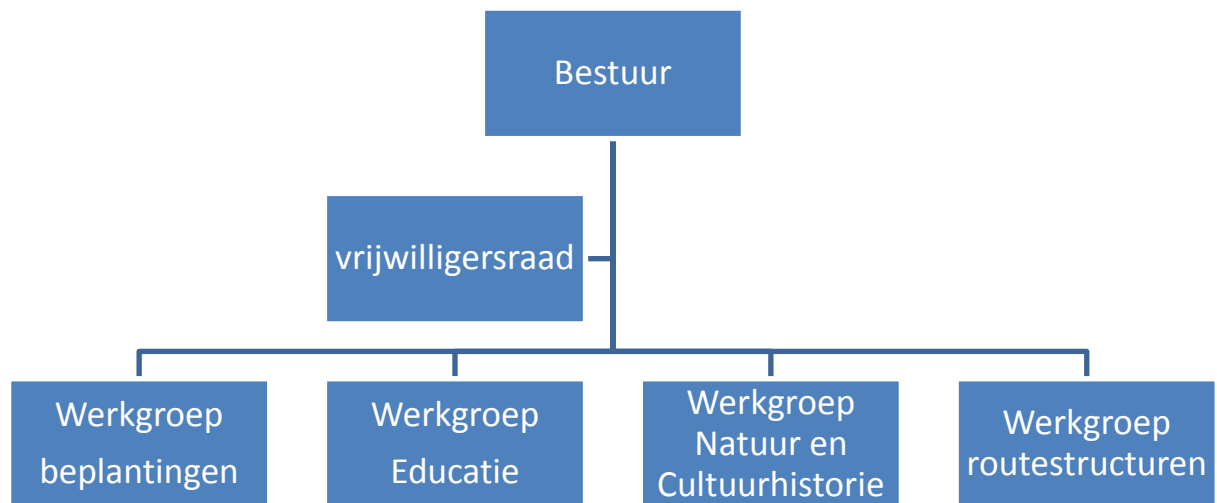 Bestuur
vrijwilligersraad
Werkgroep
beplantingen
Werkgroep
Educatie
Werkgroep
Natuur en
Cultuurhistorie
Werkgroep
routestructuren